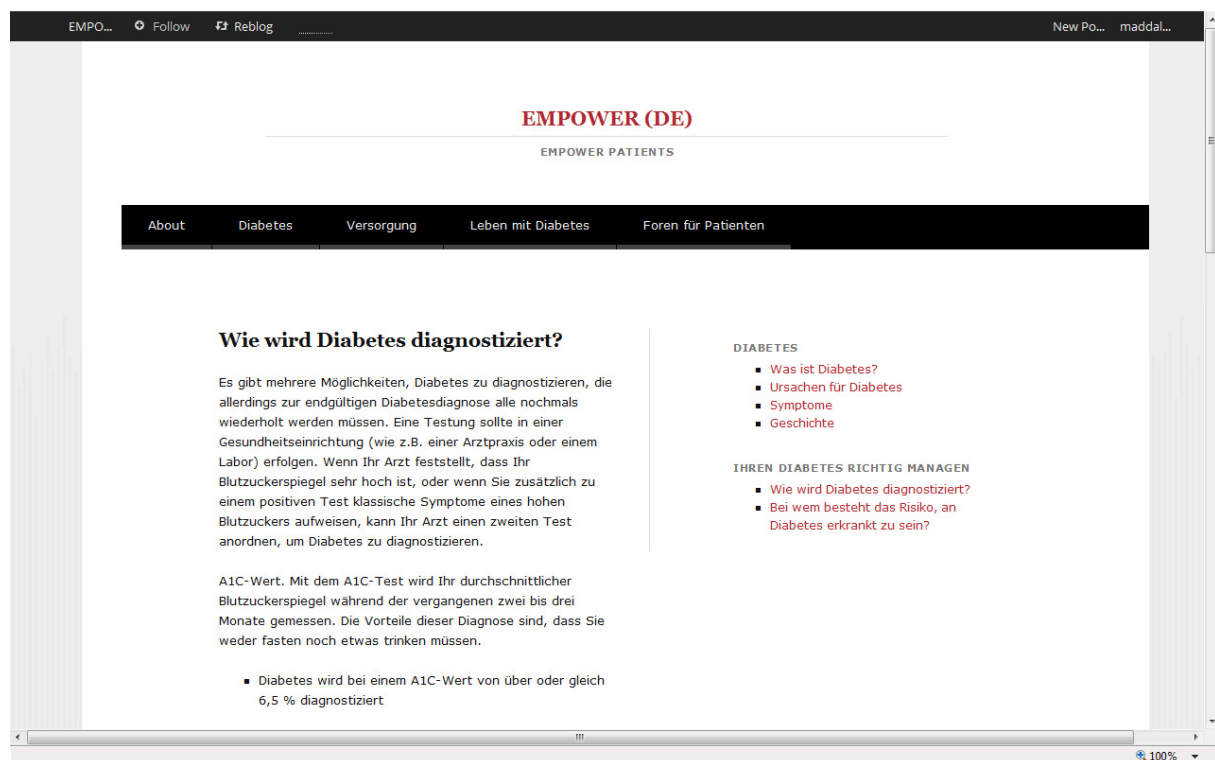 EMPO... Follow Reblog New Po... maddal...
EMPOWER (DE)
EMPOWER PATIENTS
About Diabetes Versorgung Leben mit Diabetes Foren für Patienten
Wie wird Diabetes diagnostiziert?
Es gibt mehrere Möglichkeiten, Diabetes zu diagnostizieren, die
allerdings zur endgültigen Diabetesdiagnose alle nochmals
wiederholt werden müssen. Eine Testung sollte in einer
Gesundheitseinrichtung (wie z.B. einer Arztpraxis oder einem
Labor) erfolgen. Wenn Ihr Arzt feststellt, dass Ihr
Blutzuckerspiegel sehr hoch ist, oder wenn Sie zusätzlich zu
einem positiven Test klassische Symptome eines hohen
Blutzuckers aufweisen, kann Ihr Arzt einen zweiten Test
anordnen, um Diabetes zu diagnostizieren.
A1C-Wert. Mit dem A1C-Test wird Ihr durchschnittlicher
Blutzuckerspiegel während der vergangenen zwei bis drei
Monate gemessen. Die Vorteile dieser Diagnose sind, dass Sie
weder fasten noch etwas trinken müssen.
▪ Diabetes wird bei einem A1C-Wert von über oder gleich
6,5 % diagnostiziert
DIABETES
▪ Was ist Diabetes?
▪ Ursachen für Diabetes
▪ Symptome
▪ Geschichte
IHREN DIABETES RICHTIG MANAGEN
▪ Wie wird Diabetes diagnostiziert?
▪ Bei wem besteht das Risiko, an
Diabetes erkrankt zu sein?
100%